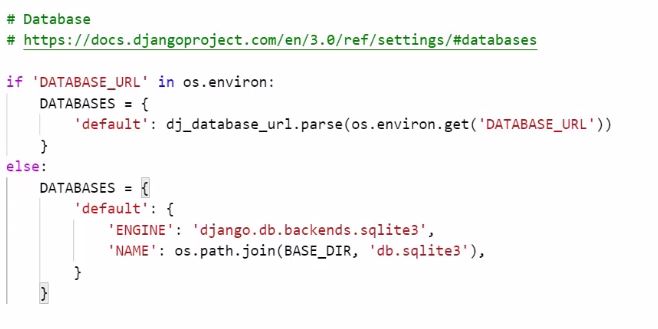 # Database
# https://docs.djangoproject.com/en/3.0/ref/settings/#databases

if 'DATABASE_URL' in os.environ:
    DATABASES = {
        'default': dj_database_url.parse(os.environ.get('DATABASE_URL'))
    }
else:
    DATABASES = {
        'default': {
            'ENGINE': 'django.db.backends.sqlite3',
            'NAME': os.path.join(BASE_DIR, 'db.sqlite3'),
        }
    }